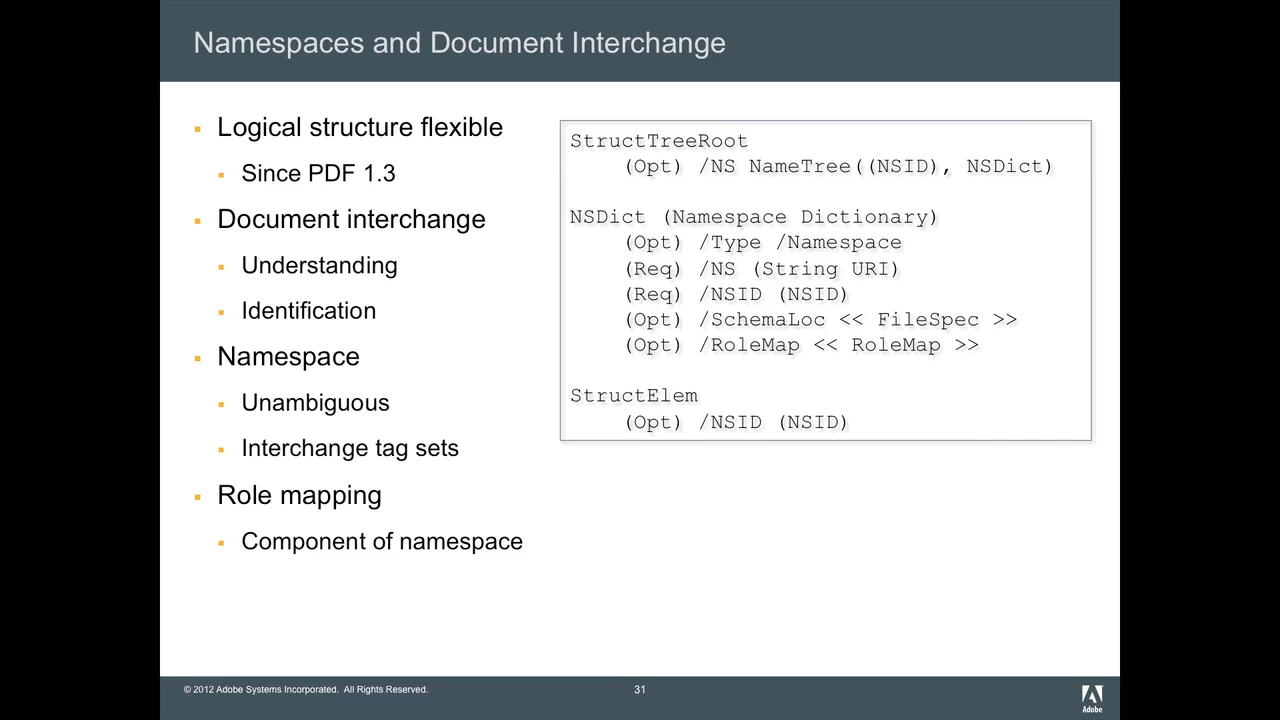 Namespaces and Document Interchange
Logical structure flexible
Since PDF 1.3
Document interchange
Understanding
Identification
Namespace
Unambiguous
Interchange tag sets
Role mapping
Component of namespace
StructTreeRoot
(Opt) /NS NameTree((NSID), NSDict)
NSDict (Namespace Dictionary)
(Opt) /Type /Namespace
(Req) /NS (String URI)
(Req) /NSID (NSID)
(Opt) /SchemaLoc << FileSpec >>
(Opt) /RoleMap << RoleMap >>
StructElem
(Opt) /NSID (NSID)
© 2012 Adobe Systems Incorporated. All Rights Reserved.
31
Adobe